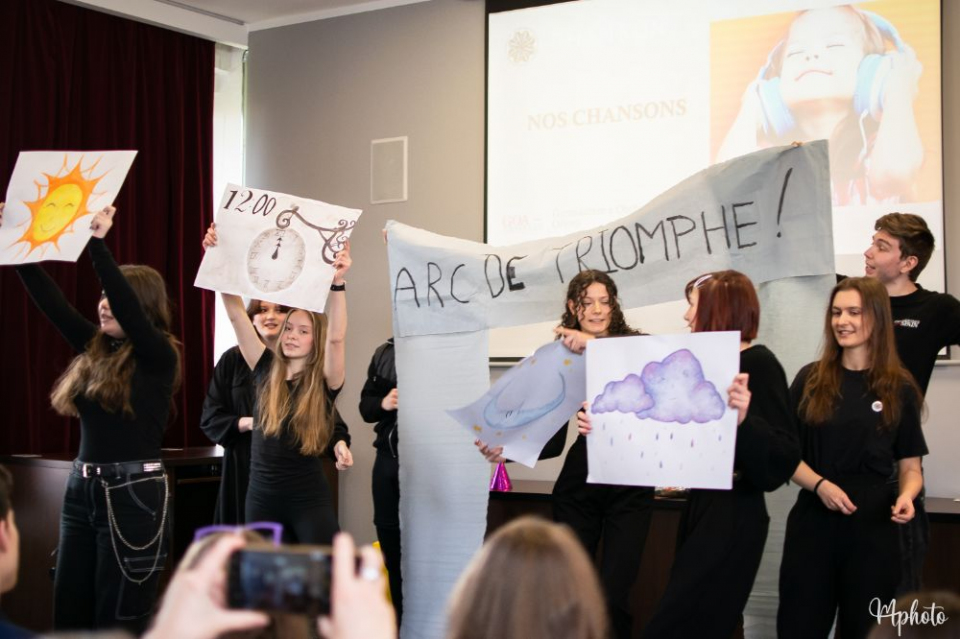 NOS CHANSONS
12:00
ARC DE TRIOMPHE!
Mphoto